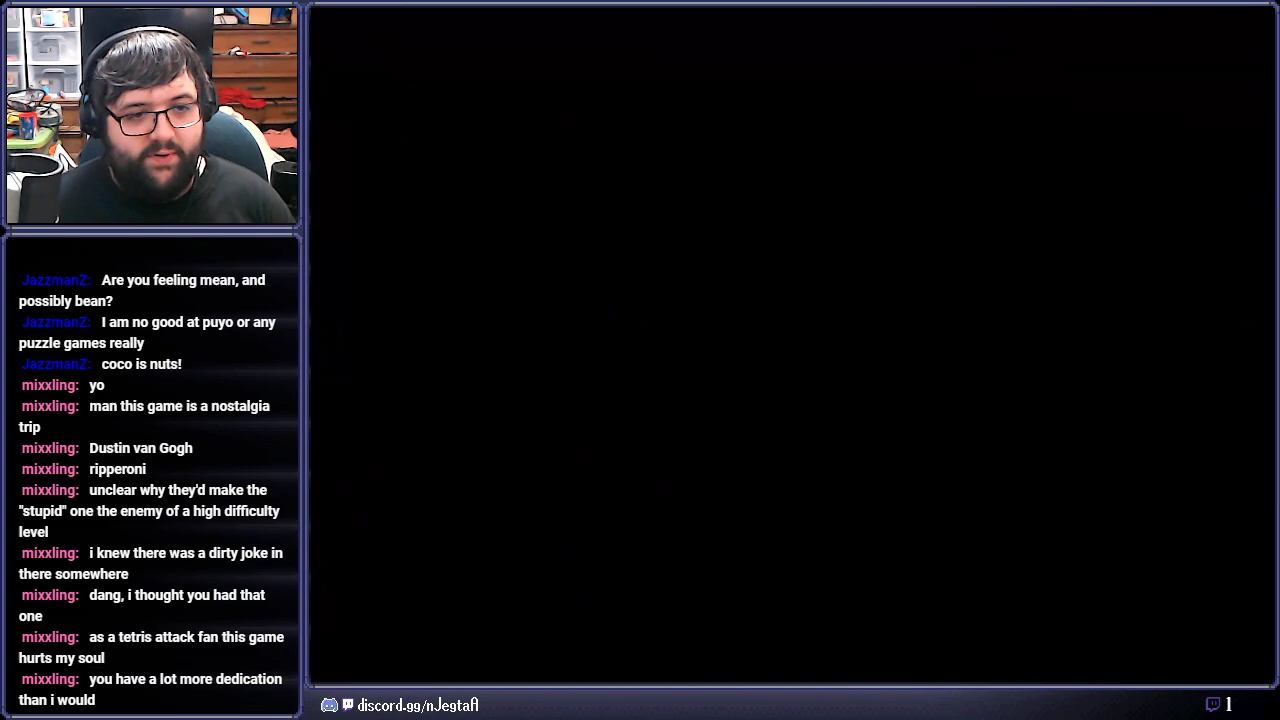 JazzmanZ: Are you feeling mean, and
possibly bean?
JazzmanZ: I am no good at puyo or any
puzzle games really
JazzmanZ: coco is nuts!
mixxling: yo
mixxling: man this game is a nostalgia
trip
mixxling: Dustin van Gogh
mixxling: ripperoni
mixxling: unclear why they'd make the
"stupid" one the enemy of a high difficulty
level
mixxling: i knew there was a dirty joke in
there somewhere
mixxling: dang, i thought you had that
one
mixxling: as a tetris attack fan this game
hurts my soul
mixxling: you have a lot more dedication
than i would
discord.gg/nJegtaA 1